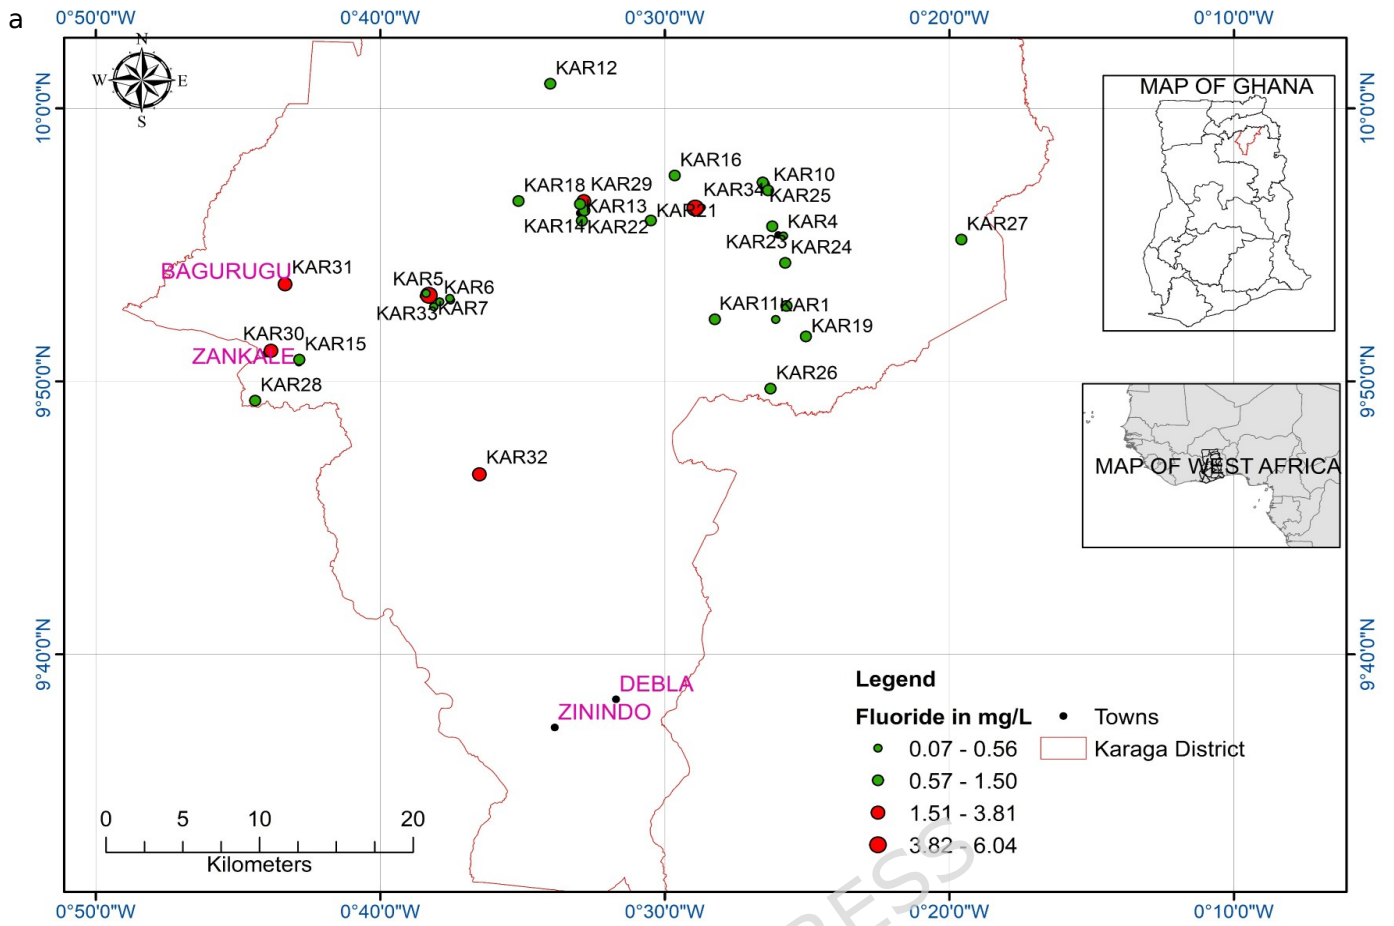 a
0°50'0"W 0°40'0"W 0°30'0"W 0°20'0"W 0°10'0"W
N
W E
S
10°0'0"N
9°50'0"N
9°40'0"N
10°0'0"N
9°50'0"N
9°40'0"N
MAP OF GHANA
MAP OF WEST AFRICA
KAR12
KAR16
KAR10
KAR18
KAR29
KAR34
KAR25
KAR13
KAR21
KAR14
KAR22
KAR4
KAR27
KAR23
KAR24
BAGURUGU
KAR31
KAR5
KAR6
KAR33
KAR7
KAR11
KAR1
KAR19
KAR30
ZANKALE
KAR15
KAR28
KAR26
KAR32
DEBLA
ZININDO
Legend
Fluoride in mg/L
0.07 - 0.56
0.57 - 1.50
1.51 - 3.81
3.82 - 6.04
Towns
Karaga District
0 5 10 20
Kilometers
0°50'0"W 0°40'0"W 0°30'0"W 0°20'0"W 0°10'0"W